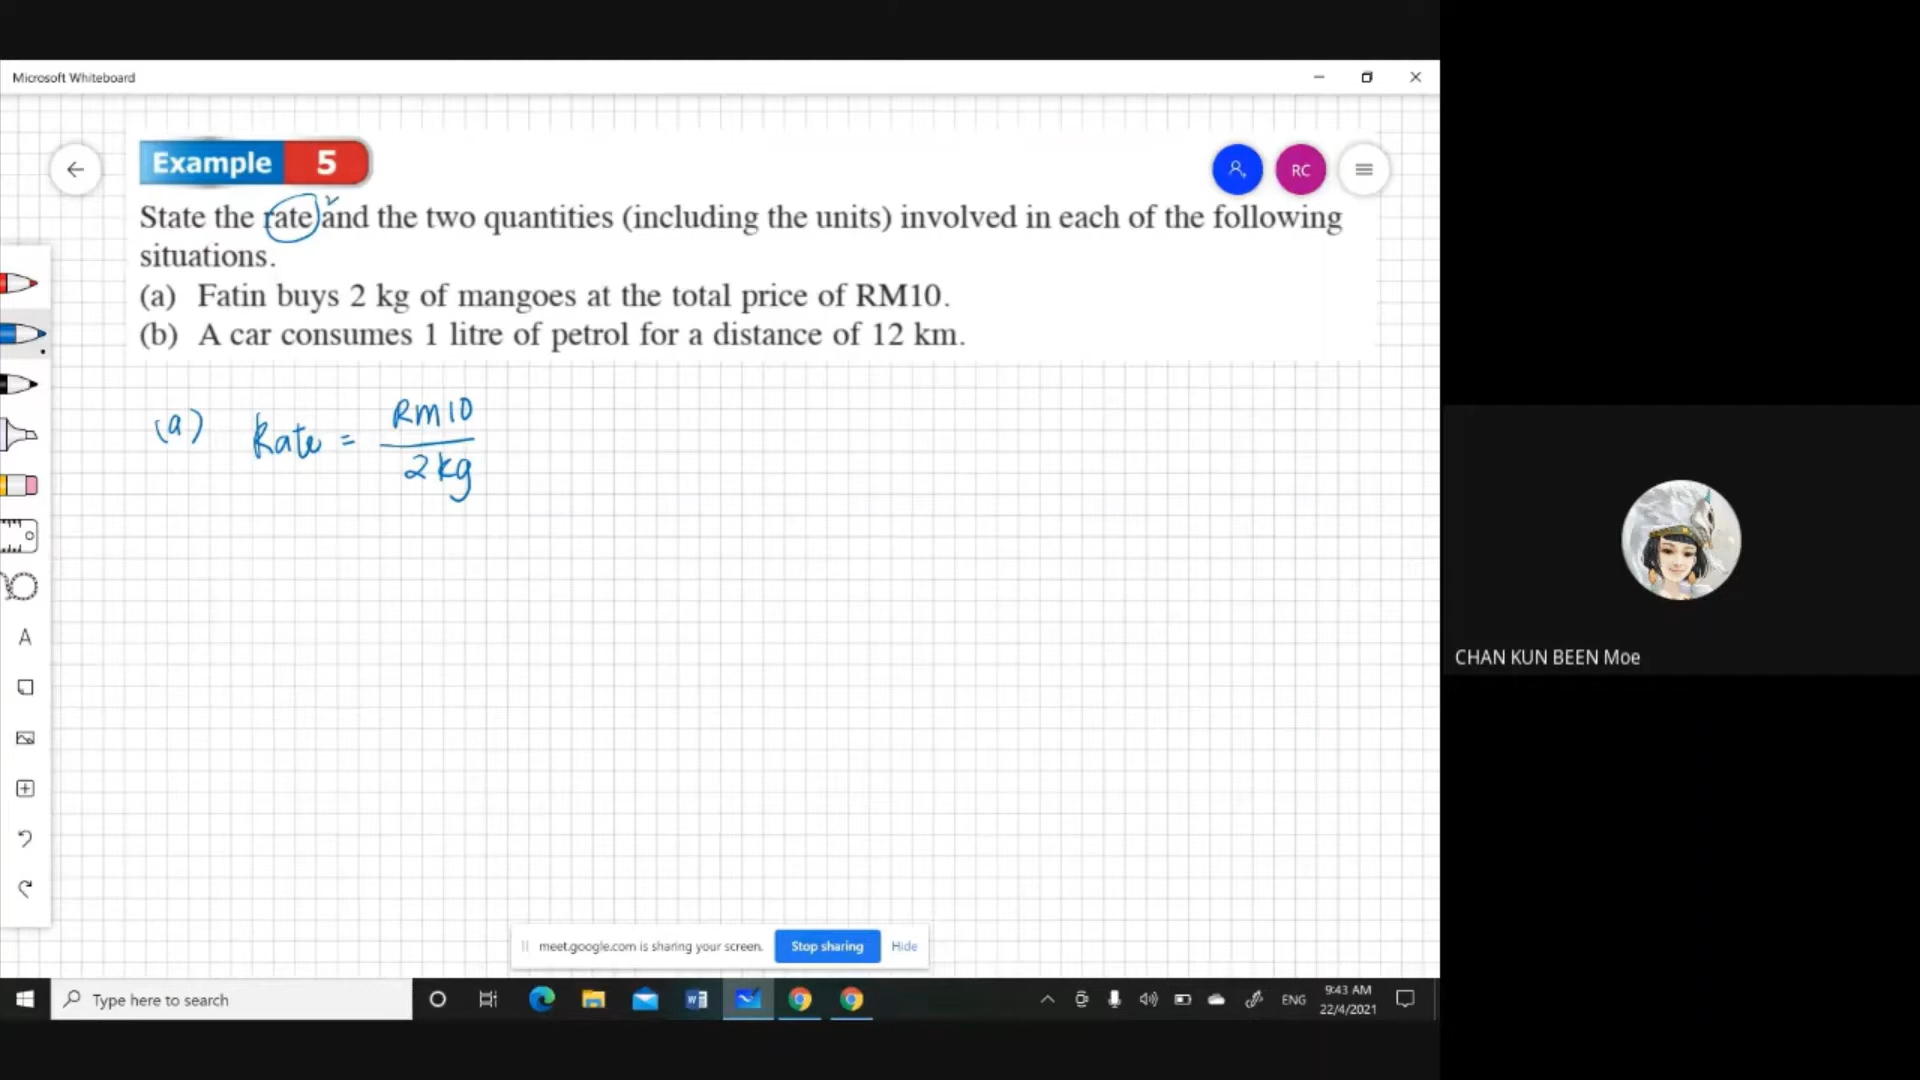 Microsoft Whiteboard
Example 5
RC
State the rate and the two quantities (including the units) involved in each of the following
situations.
(a) Fatin buys 2 kg of mangoes at the total price of RM10.
(b) A car consumes 1 litre of petrol for a distance of 12 km.
(a) Rate = RM10
2kg
A
CHAN KUN BEEN Moe
meet.google.com is sharing your screen. Stop sharing Hide
Type here to search
ENG
9:43 AM
22/4/2021